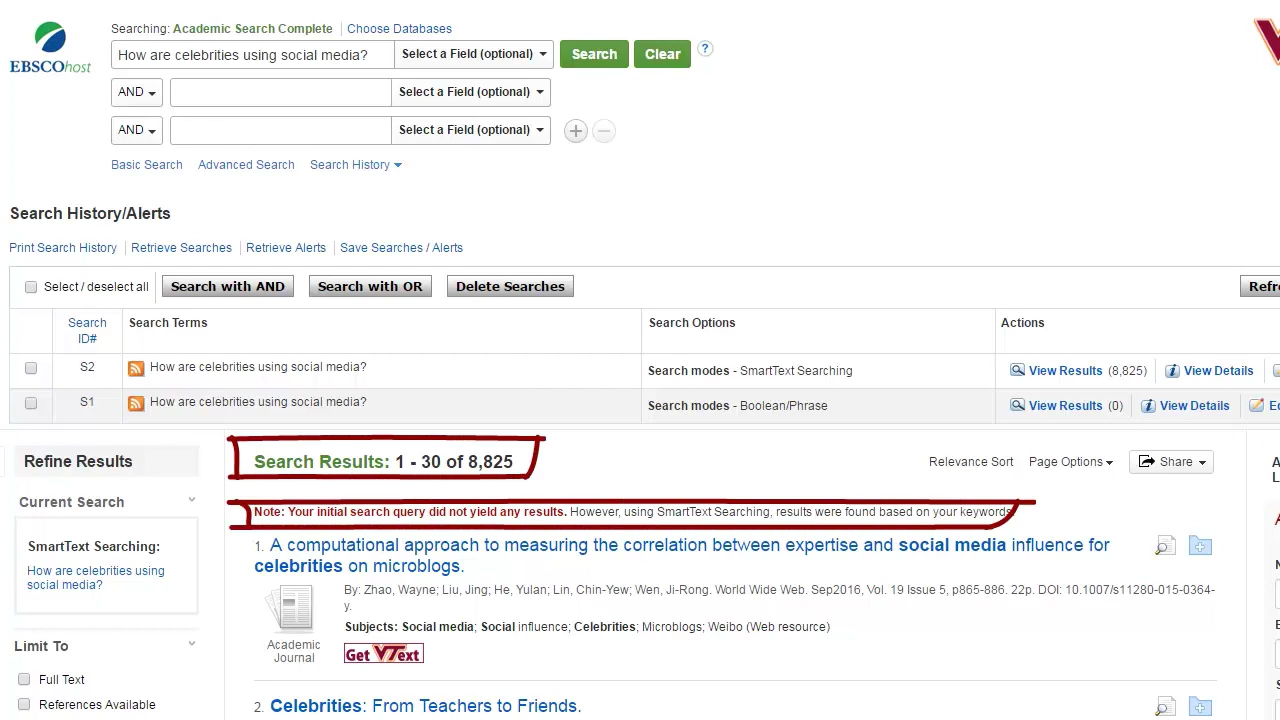 Searching: Academic Search Complete | Choose Databases
EBSCOhost
How are celebrities using social media? Select a Field (optional) Search Clear ?
AND Select a Field (optional)
AND Select a Field (optional)
Basic Search Advanced Search Search History
Search History/Alerts
Print Search History | Retrieve Searches | Retrieve Alerts | Save Searches / Alerts
Select / deselect all Search with AND Search with OR Delete Searches
Search ID# Search Terms Search Options Actions
S2 How are celebrities using social media? Search modes - SmartText Searching View Results (8,825) View Details
S1 How are celebrities using social media? Search modes - Boolean/Phrase View Results (0) View Details
Refine Results
Search Results: 1 - 30 of 8,825 Relevance Sort Page Options Share
Current Search
Note: Your initial search query did not yield any results. However, using SmartText Searching, results were found based on your keywords
SmartText Searching:
How are celebrities using
social media?
1. A computational approach to measuring the correlation between expertise and social media influence for
celebrities on microblogs.
By: Zhao, Wayne; Liu, Jing; He, Yulan; Lin, Chin-Yew; Wen, Ji-Rong. World Wide Web. Sep2016, Vol. 19 Issue 5, p865-886. 22p. DOI: 10.1007/s11280-015-0364-
y.
Subjects: Social media; Social influence; Celebrities; Microblogs; Weibo (Web resource)
Academic
Journal
Get VText
Limit To
Full Text
References Available
2. Celebrities: From Teachers to Friends.